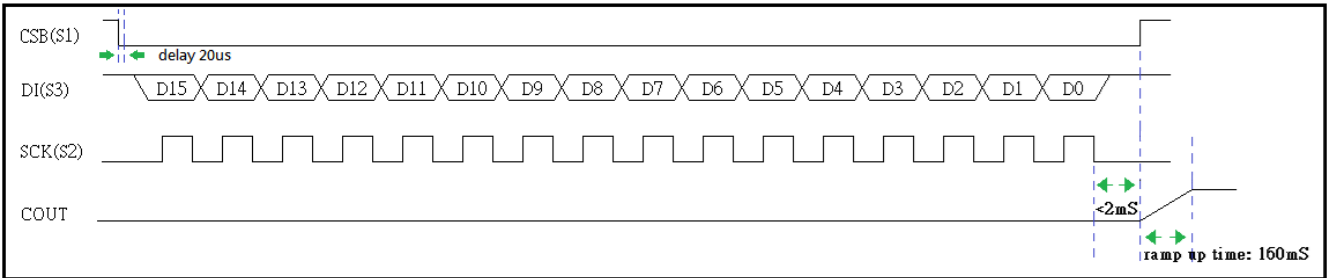 CSB(S1)
delay 20us
DI(S3) D15 D14 D13 D12 D11 D10 D9 D8 D7 D6 D5 D4 D3 D2 D1 D0
SCK(S2)
<2mS
COUT
ramp up time: 160mS